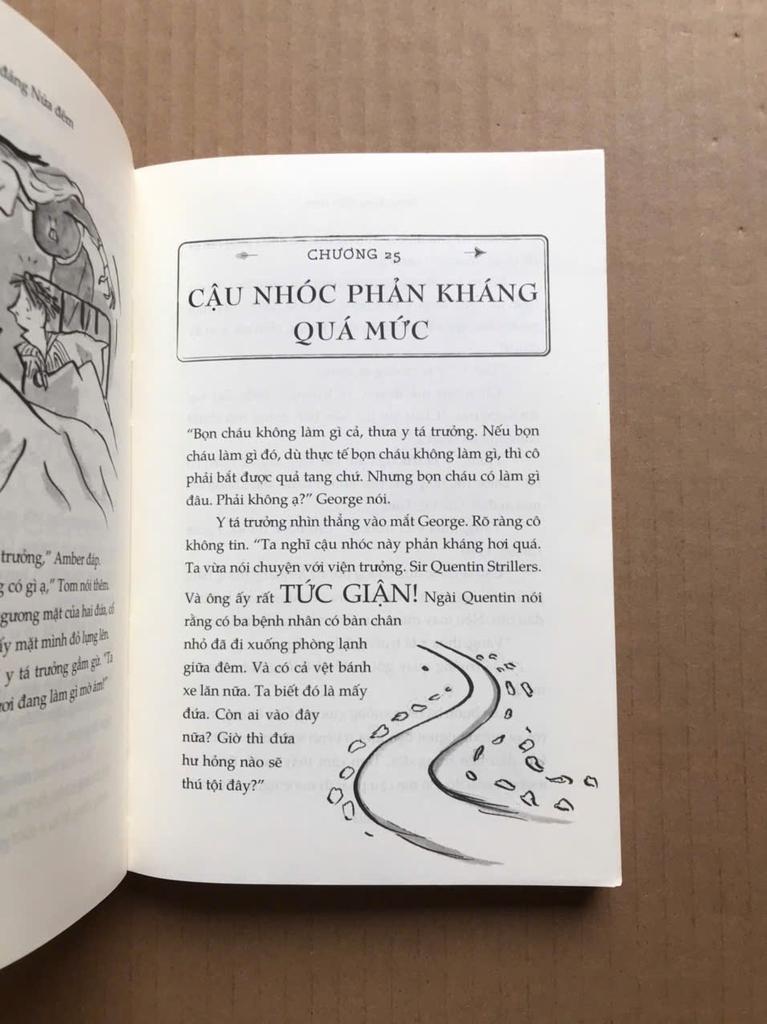 đảng Nửa đêm
trưởng,” Amber đáp.
có gì ạ,” Tom nói thêm.
gương mặt của hai đứa, cố
mặt mình đỏ lựng lên.
y tá trưởng gầm gừ. “Ta
đang làm gì mờ ám!”
CHƯƠNG 25
CẬU NHÓC PHẢN KHÁNG
QUÁ MỨC
“Bọn cháu không làm gì cả, thưa y tá trưởng. Nếu bọn
cháu làm gì đó, dù thực tế bọn cháu không làm gì, thì cô
phải bắt được quả tang chứ. Nhưng bọn cháu có làm gì
đâu. Phải không ạ?” George nói.
Y tá trưởng nhìn thẳng vào mắt George. Rõ ràng cô
không tin. “Ta nghĩ cậu nhóc này phản kháng hơi quá.
Ta vừa nói chuyện với viện trưởng. Sir Quentin Strillers.
Và ông ấy rất TỨC GIẬN! Ngài Quentin nói
rằng có ba bệnh nhân có bàn chân
nhỏ đã đi xuống phòng lạnh
giữa đêm. Và có cả vệt bánh
xe lăn nữa. Ta biết đó là mấy
đứa. Còn ai vào đây
nữa? Giờ thì đứa
hư hỏng nào sẽ
thú tội đây?”